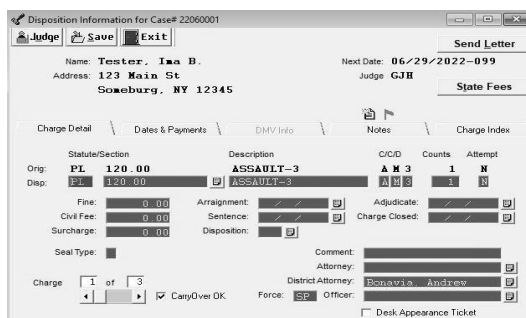 Disposition Information for Case# 22060001
Judge Save Exit
Send Letter
Name: Tester, Ima B. Next Date: 06/29/2022-099
Address: 123 Main St Judge GJH
Someburg, NY 12345 State Fees
Charge Detail Dates & Payments DMV Info Notes Charge Index
Statute/Section Description C/C/D Counts Attempt
Orig: PL 120.00 ASSAULT-3 A M 3 1 N
Disp: PL 120.00 ASSAULT-3 A M 3 1 N
Fine: 0.00 Arraignment: / / Adjudicate: / /
Civil Fee: 0.00 Sentence: / / Charge Closed: / /
Surcharge: 0.00 Disposition:
Seal Type: Comment:
Attorney:
Charge 1 of 3 District Attorney: Bonavia, Andrew
CarryOver OK Force: SP Officer:
Desk Appearance Ticket